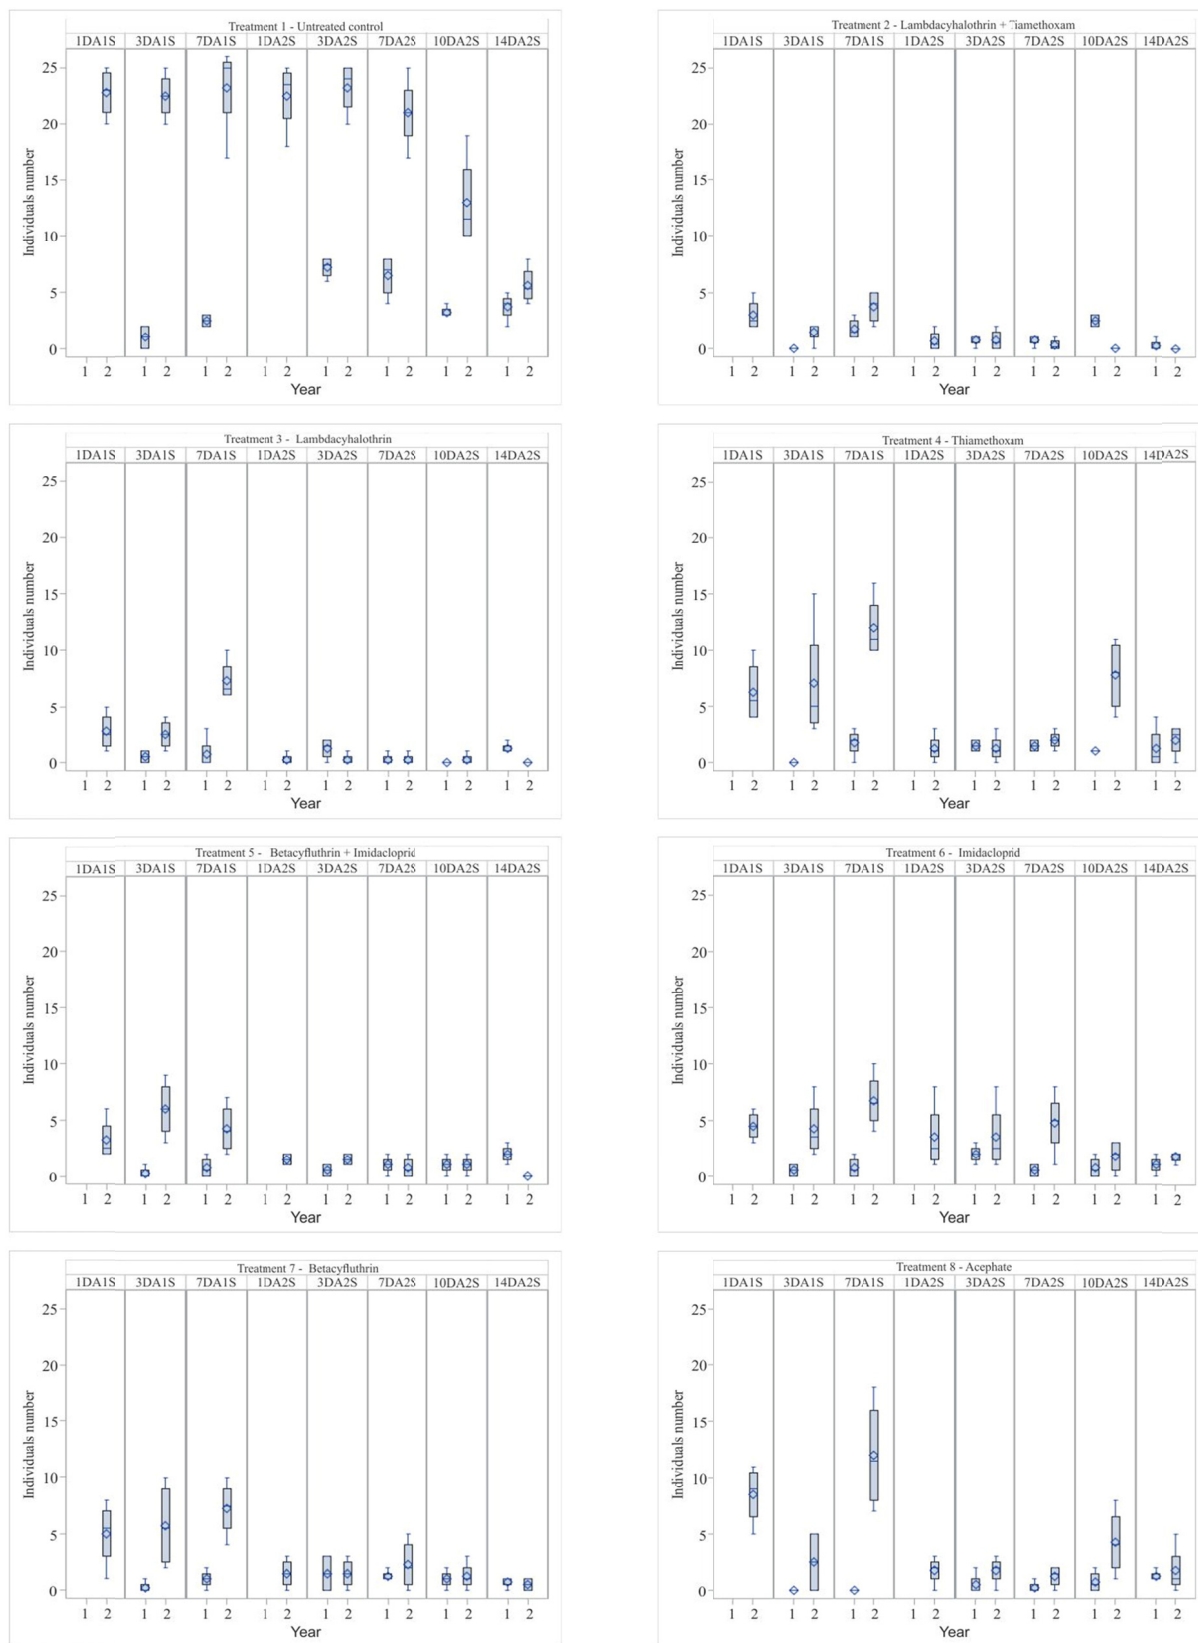 Treatment 1 - Untreated control
1DA1S 3DA1S 7DA1S 1DA2S 3DA2S 7DA2S 10DA2S 14DA2S
Individuals number
25
20
15
10
5
0
1 2 1 2 1 2 1 2 1 2 1 2 1 2 1 2
Year
Treatment 2 - Lambdacyhalothrin + Tiamethoxam
1DA1S 3DA1S 7DA1S 1DA2S 3DA2S 7DA2S 10DA2S 14DA2S
Individuals number
25
20
15
10
5
0
1 2 1 2 1 2 1 2 1 2 1 2 1 2 1 2
Year
Treatment 3 - Lambdacyhalothrin
1DA1S 3DA1S 7DA1S 1DA2S 3DA2S 7DA2S 10DA2S 14DA2S
Individuals number
25
20
15
10
5
0
1 2 1 2 1 2 1 2 1 2 1 2 1 2 1 2
Year
Treatment 4 - Thiamethoxam
1DA1S 3DA1S 7DA1S 1DA2S 3DA2S 7DA2S 10DA2S 14DA2S
Individuals number
25
20
15
10
5
0
1 2 1 2 1 2 1 2 1 2 1 2 1 2 1 2
Year
Treatment 5 - Betacyfluthrin + Imidacloprid
1DA1S 3DA1S 7DA1S 1DA2S 3DA2S 7DA2S 10DA2S 14DA2S
Individuals number
25
20
15
10
5
0
1 2 1 2 1 2 1 2 1 2 1 2 1 2 1 2
Year
Treatment 6 - Imidacloprid
1DA1S 3DA1S 7DA1S 1DA2S 3DA2S 7DA2S 10DA2S 14DA2S
Individuals number
25
20
15
10
5
0
1 2 1 2 1 2 1 2 1 2 1 2 1 2 1 2
Year
Treatment 7 - Betacyfluthrin
1DA1S 3DA1S 7DA1S 1DA2S 3DA2S 7DA2S 10DA2S 14DA2S
Individuals number
25
20
15
10
5
0
1 2 1 2 1 2 1 2 1 2 1 2 1 2 1 2
Year
Treatment 8 - Acephate
1DA1S 3DA1S 7DA1S 1DA2S 3DA2S 7DA2S 10DA2S 14DA2S
Individuals number
25
20
15
10
5
0
1 2 1 2 1 2 1 2 1 2 1 2 1 2 1 2
Year